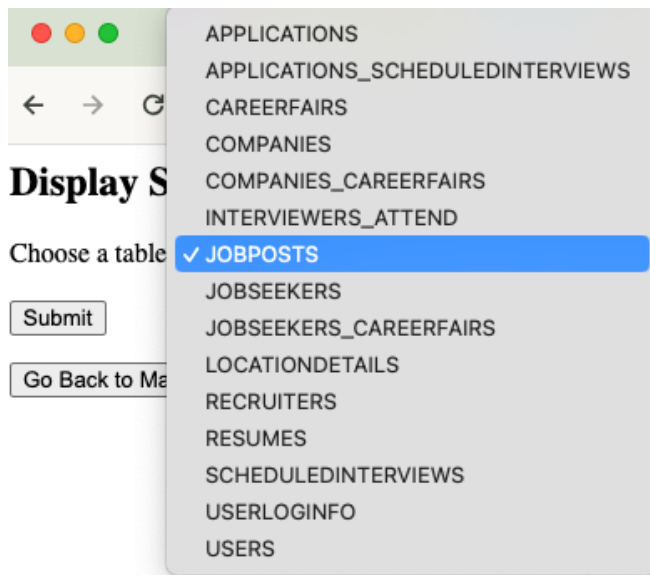 APPLICATIONS
APPLICATIONS_SCHEDULEDINTERVIEWS
CAREERFAIRS
COMPANIES
Display S
COMPANIES_CAREERFAIRS
INTERVIEWERS_ATTEND
Choose a table
✓ JOBPOSTS
JOBSEEKERS
Submit
JOBSEEKERS_CAREERFAIRS
LOCATIONDETAILS
Go Back to Ma
RECRUITERS
RESUMES
SCHEDULEDINTERVIEWS
USERLOGINFO
USERS